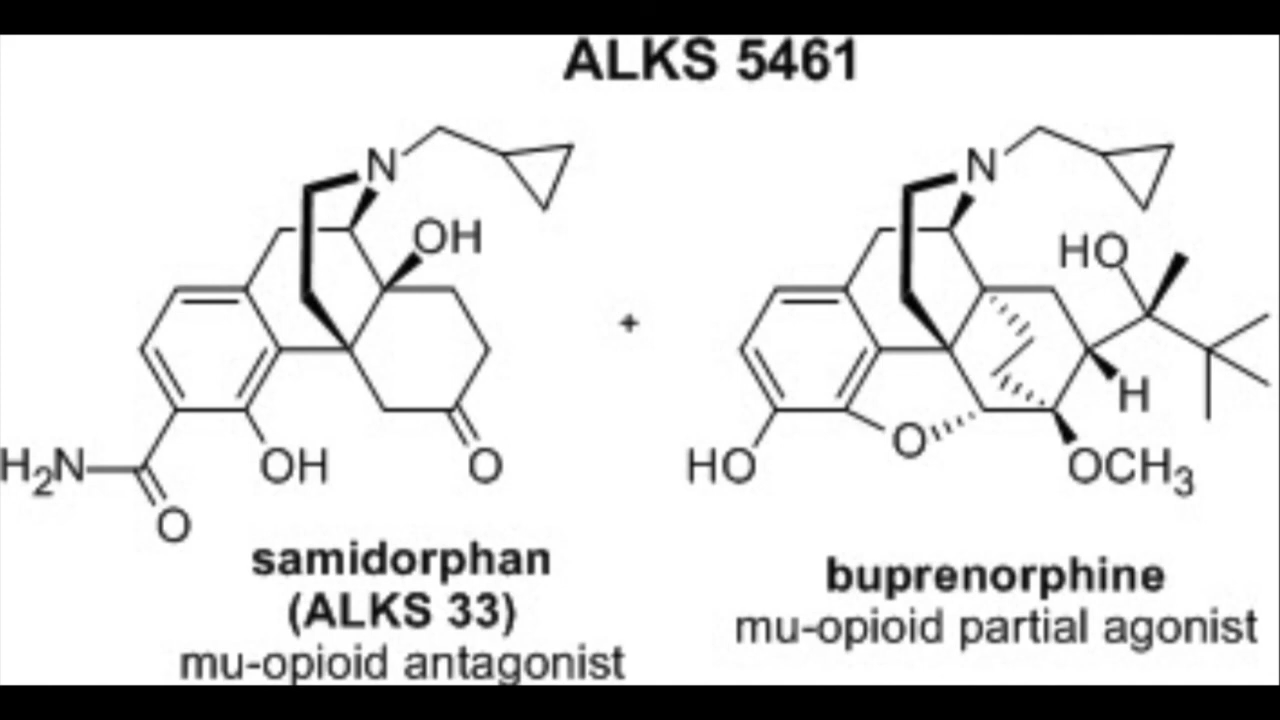 ALKS 5461
N
OH
H₂N
O
OH
O
+
N
HO
H
HO
O
OCH₃
samidorphan
(ALKS 33)
mu-opioid antagonist
buprenorphine
mu-opioid partial agonist